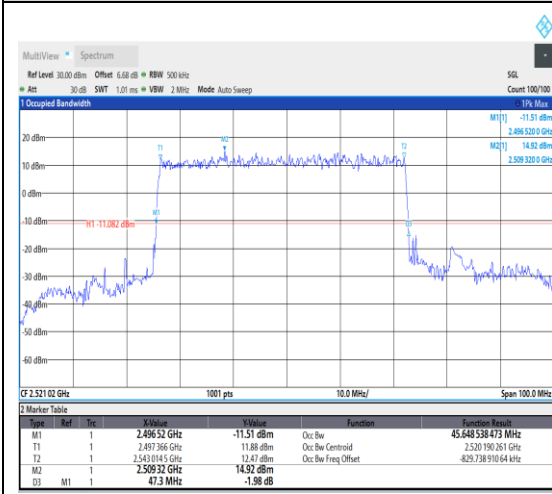 MultiView Spectrum
Ref Level 30.00 dBm Offset 6.68 dB RBW 500 kHz SGL
Att 30 dB SWT 1.01 ms VBW 2 MHz Mode Auto Sweep Count 100/100
1 Occupied Bandwidth 1Pk Max
M1[1] -11.51 dBm
2.496 520 0 GHz
M2[1] 14.92 dBm
2.509 320 0 GHz
20 dBm
T1 M2 T2
10 dBm
0 dBm
M1
-10 dBm
H1 -11.082 dBm D3
-20 dBm
-30 dBm
-40 dBm
-50 dBm
-60 dBm
CF 2.521 02 GHz 1001 pts 10.0 MHz/ Span 100.0 MHz
2 Marker Table
Type Ref Trc X-Value Y-Value Function Function Result
M1 1 2.496 52 GHz -11.51 dBm Occ Bw 45.648 538 473 MHz
T1 1 2.497 366 GHz 11.88 dBm Occ Bw Centroid 2.520 190 261 GHz
T2 1 2.543 014 5 GHz 12.47 dBm Occ Bw Freq Offset -829.738 910 64 kHz
M2 1 2.509 32 GHz 14.92 dBm
D3 M1 1 47.3 MHz -1.98 dB